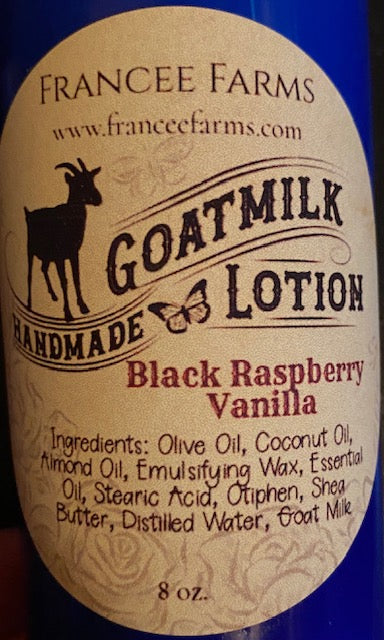 FRANCEE FARMS
www.franceefarms.com
GOATMILK
LOTION
HANDMADE
Black Raspberry
Vanilla
Ingredients: Olive Oil, Coconut Oil,
Almond Oil, Emulsifying Wax, Essential
Oil, Stearic Acid, Otiphen, Shea
Butter, Distilled Water, Goat Milk
8 oz.